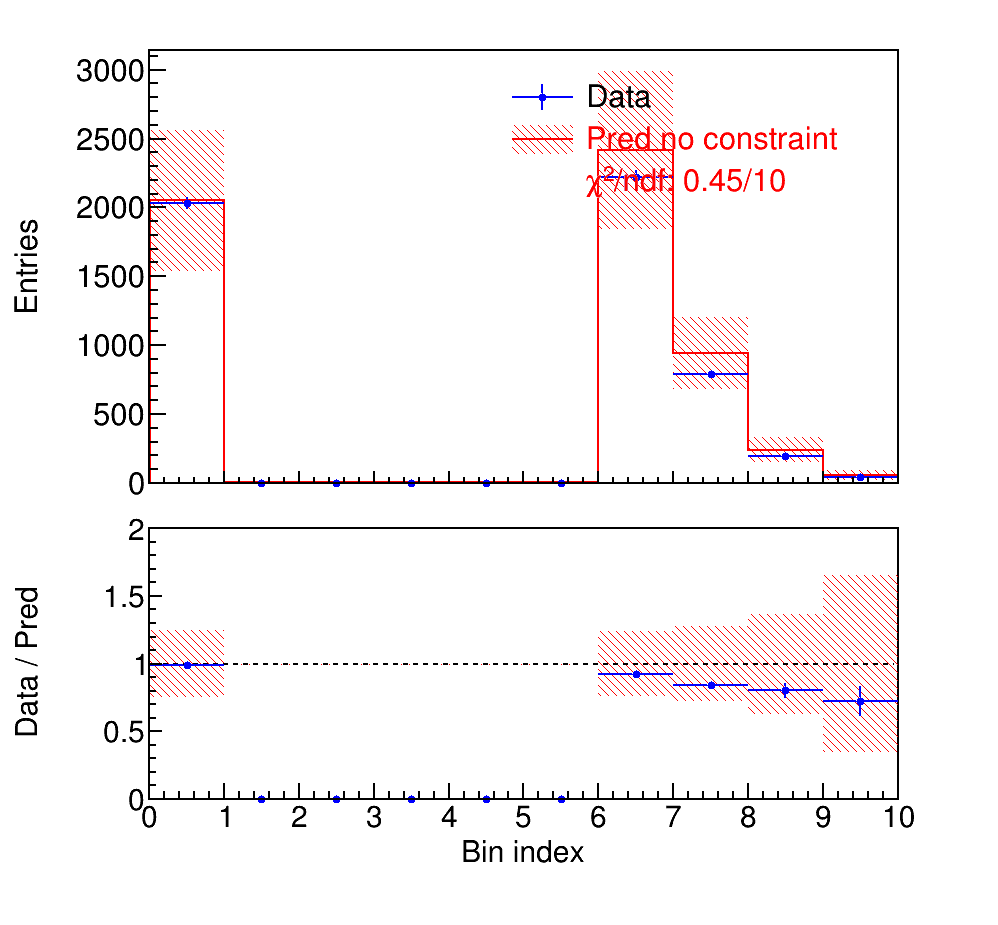 3000
2500
2000
1500
1000
500
0
Entries
Data
Pred no constraint
χ²/ndf: 0.45/10
2
1.5
1
0.5
0
Data / Pred
0 1 2 3 4 5 6 7 8 9 10
Bin index